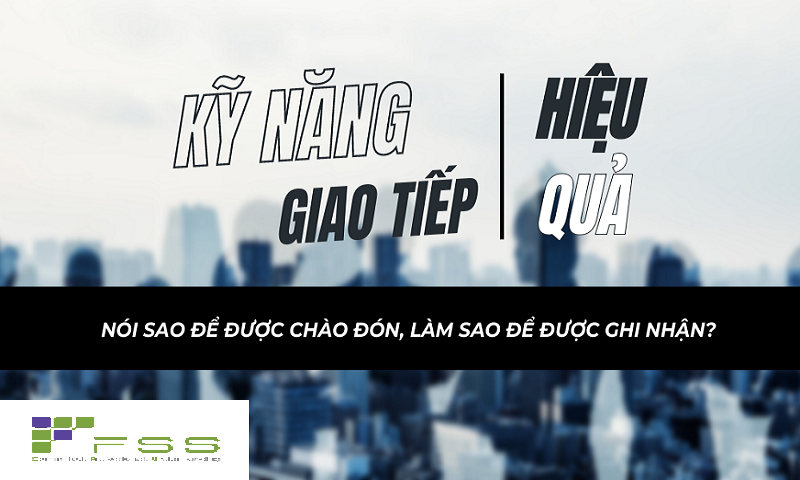 KỸ NĂNG
GIAO TIẾP
HIỆU
QUẢ
NÓI SAO ĐỂ ĐƯỢC CHÀO ĐÓN, LÀM SAO ĐỂ ĐƯỢC GHI NHẬN?
FSS